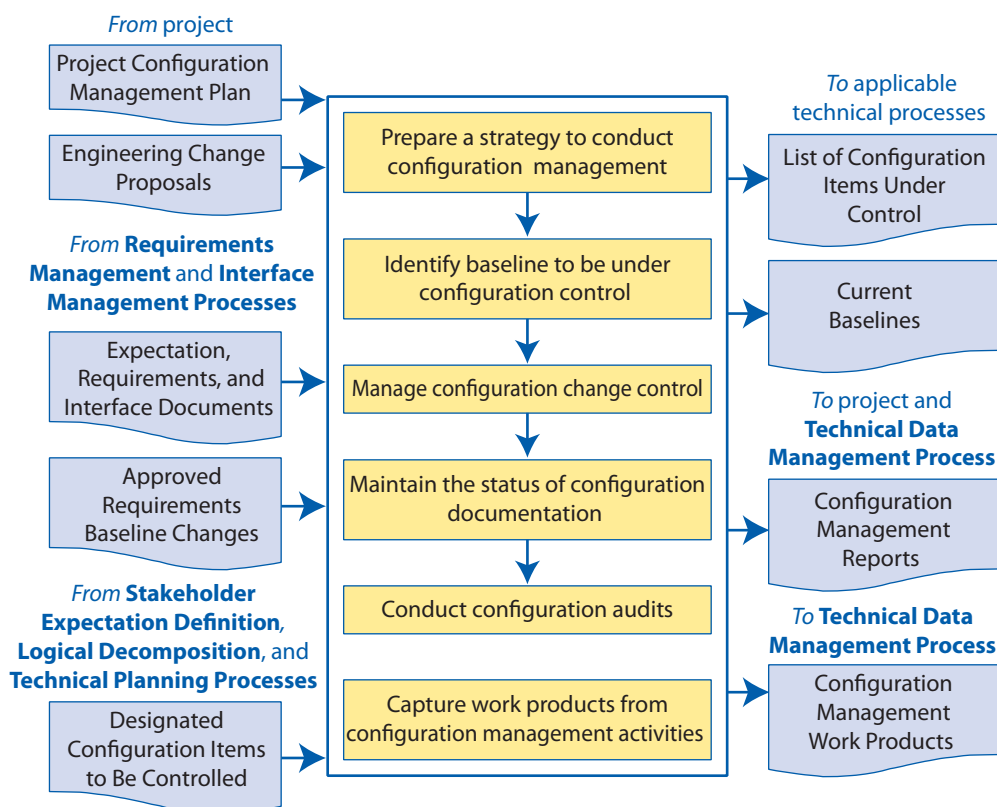 From project
Project Configuration
Management Plan
Engineering Change
Proposals
From Requirements
Management and Interface
Management Processes
Expectation,
Requirements, and
Interface Documents
Approved
Requirements
Baseline Changes
From Stakeholder
Expectation Definition,
Logical Decomposition, and
Technical Planning Processes
Designated
Configuration Items
to Be Controlled
Prepare a strategy to conduct
configuration management
Identify baseline to be under
configuration control
Manage configuration change control
Maintain the status of configuration
documentation
Conduct configuration audits
Capture work products from
configuration management activities
To applicable
technical processes
List of Configuration
Items Under
Control
Current
Baselines
To project and
Technical Data
Management Process
Configuration
Management
Reports
To Technical Data
Management Process
Configuration
Management
Work Products